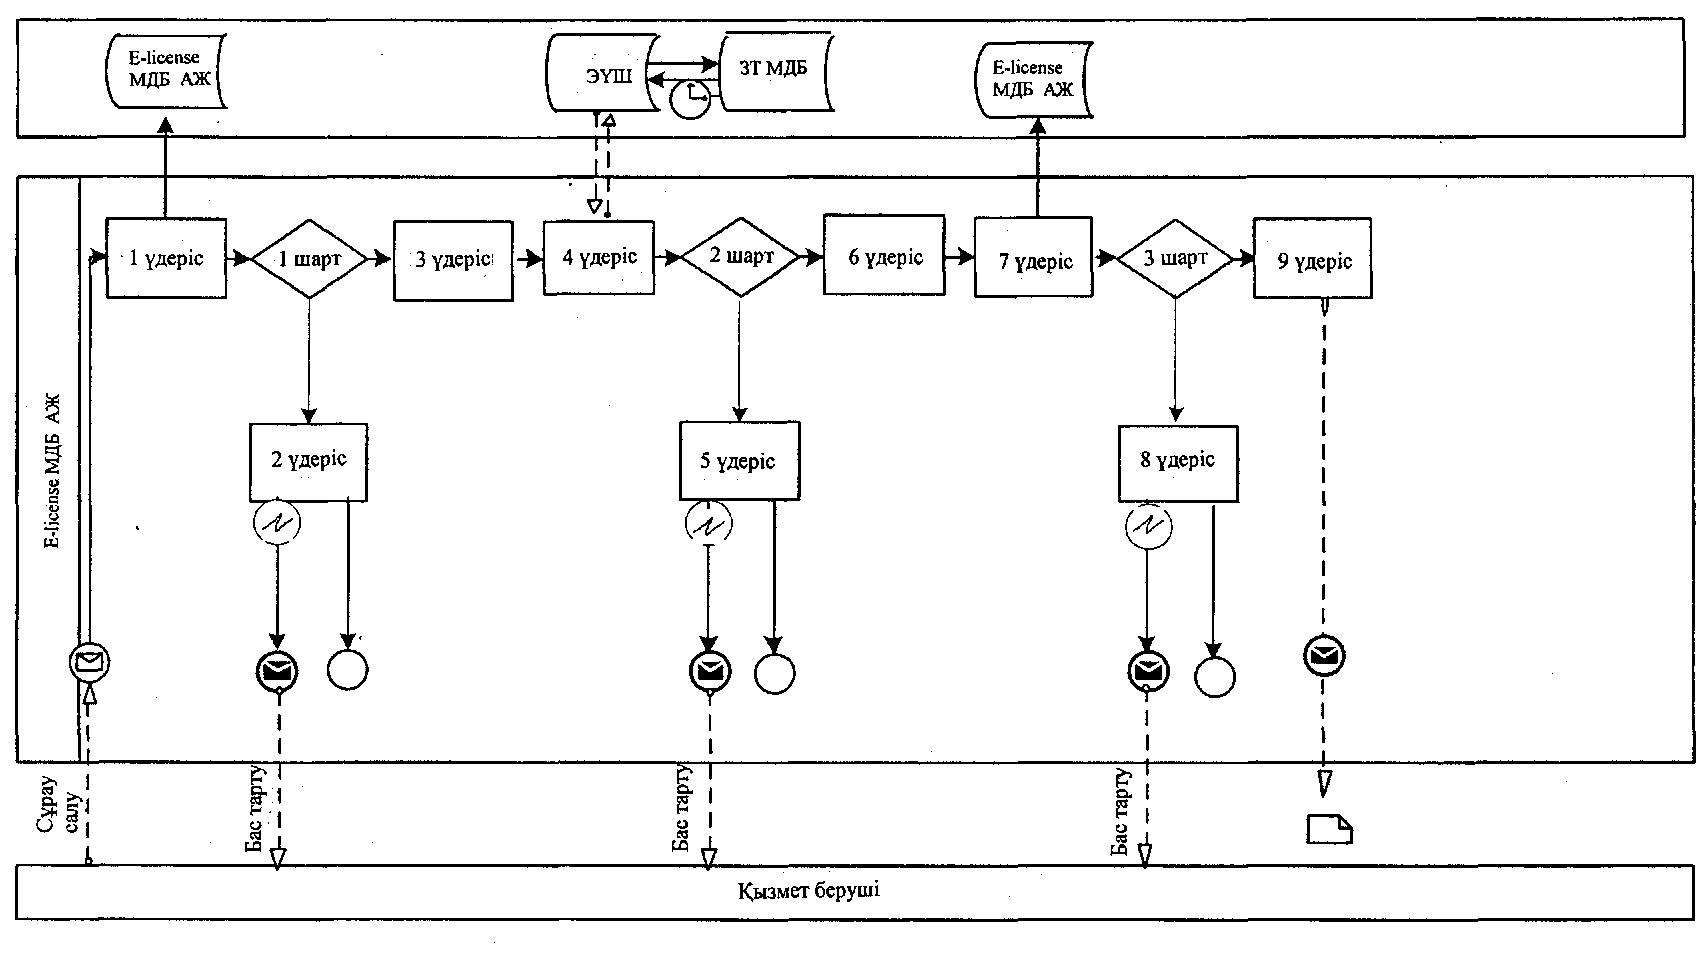 E-license
МДБ АЖ
ЭҮШ
ЗТ МДБ
E-license
МДБ АЖ
1 үдеріс
1 шарт
3 үдеріс
4 үдеріс
2 шарт
6 үдеріс
7 үдеріс
3 шарт
9 үдеріс
2 үдеріс
5 үдеріс
8 үдеріс
E-license МДБ АЖ
Сұрау
салу
Бас тарту
Бас тарту
Бас тарту
Қызмет беруші